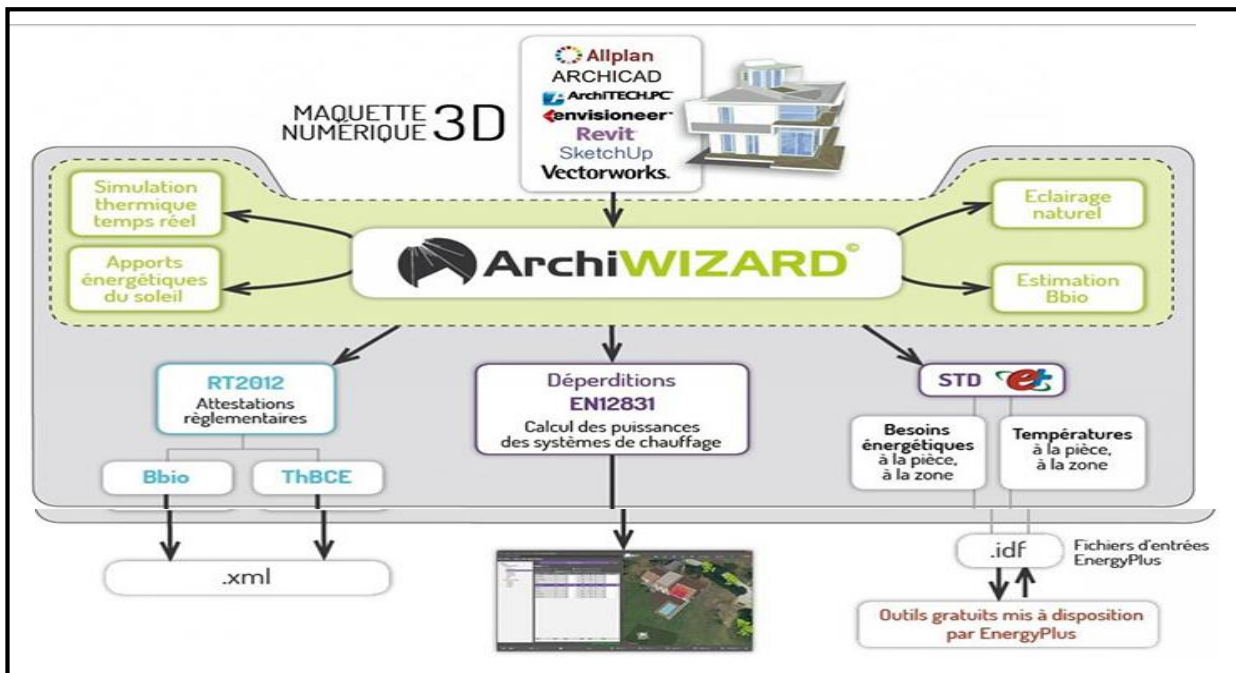 Allplan
ARCHICAD
ArchiTECH.PC
envisioneer
Revit
SketchUp
Vectorworks.
MAQUETTE
NUMÉRIQUE 3D
Simulation
thermique
temps réel
Apports
énergétiques
du soleil
ArchiWIZARD©
Eclairage
naturel
Estimation
Bbio
RT2012
Attestations
règlementaires
Bbio
ThBCE
Déperditions
EN12831
Calcul des puissances
des systèmes de chauffage
STD e+
Besoins
énergétiques
à la pièce,
à la zone
Températures
à la pièce,
à la zone
.xml
.idf
Fichiers d'entrées
EnergyPlus
Outils gratuits mis à disposition
par EnergyPlus